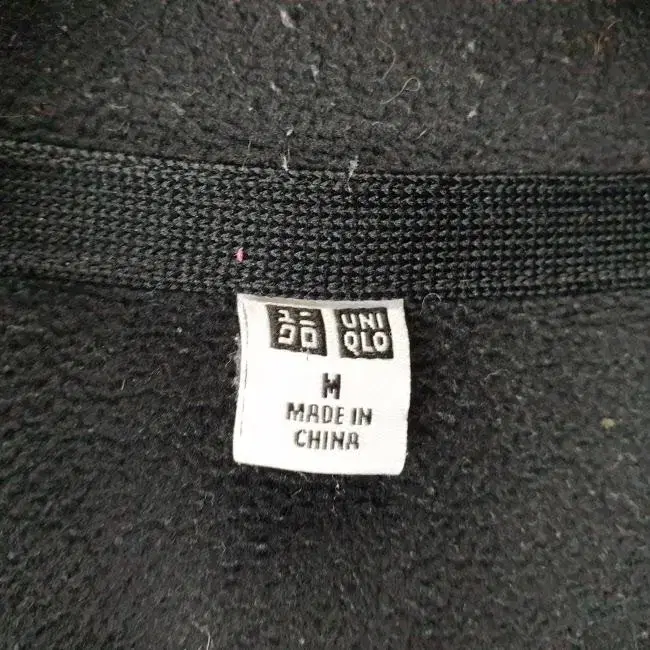 ユニ UNI
クロ QLO
M
MADE IN
CHINA